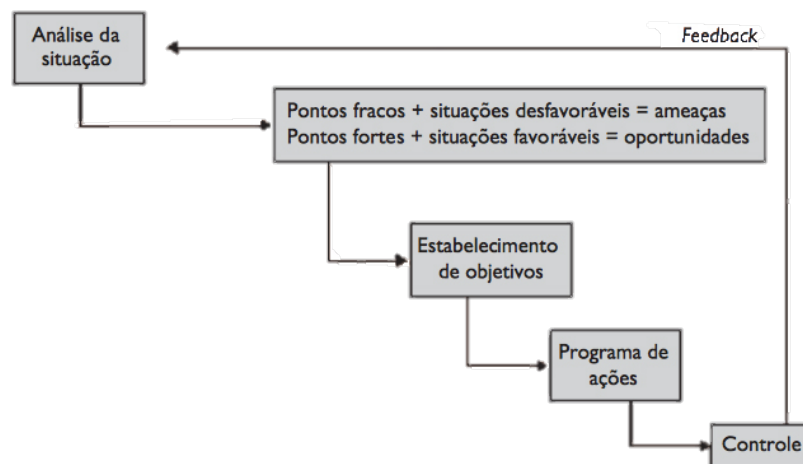 Análise da
situação
Feedback
Pontos fracos + situações desfavoráveis = ameaças
Pontos fortes + situações favoráveis = oportunidades
Estabelecimento
de objetivos
Programa de
ações
Controle